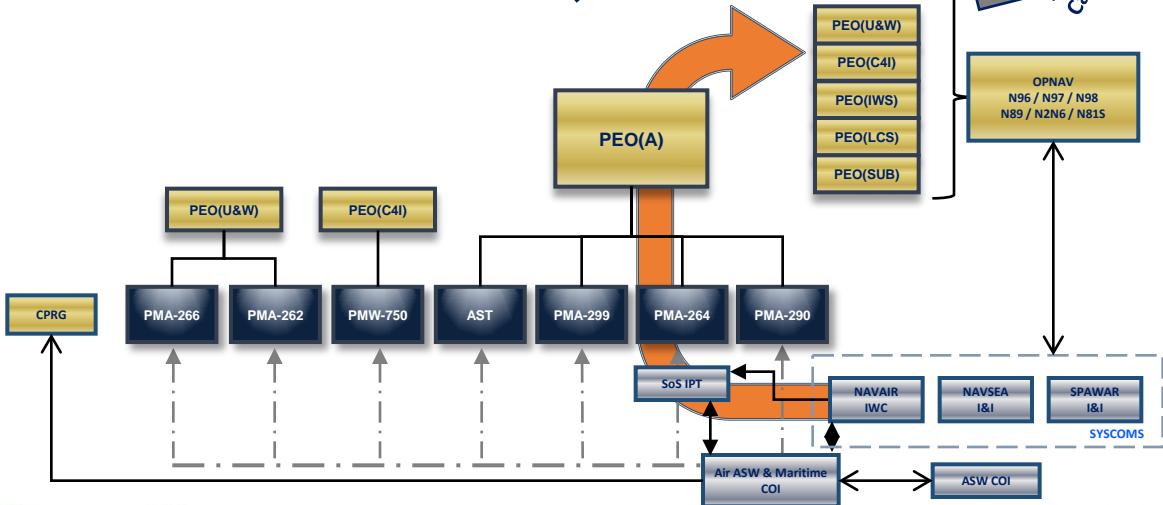 PEO(U&W)
PEO(C4I)
PEO(IWS)
PEO(LCS)
PEO(SUB)
OPNAV
N96 / N97 / N98
N89 / N2N6 / N81S
PEO(A)
PEO(U&W)
PEO(C4I)
CPRG
PMA-266
PMA-262
PMW-750
AST
PMA-299
PMA-264
PMA-290
SoS IPT
NAVAIR
IWC
NAVSEA
I&I
SPAWAR
I&I
SYSCOMS
Air ASW & Maritime
COI
ASW COI